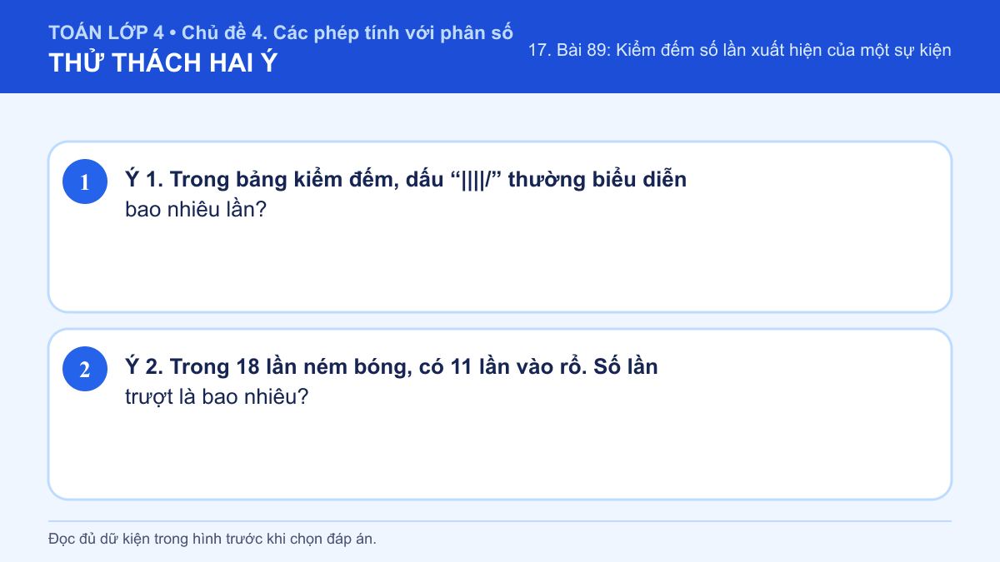 TOÁN LỚP 4 • Chủ đề 4. Các phép tính với phân số
THỬ THÁCH HAI Ý
17. Bài 89: Kiểm đếm số lần xuất hiện của một sự kiện
1
Ý 1. Trong bảng kiểm đếm, dấu “||||/” thường biểu diễn
bao nhiêu lần?
2
Ý 2. Trong 18 lần ném bóng, có 11 lần vào rổ. Số lần
trượt là bao nhiêu?
Đọc đủ dữ kiện trong hình trước khi chọn đáp án.